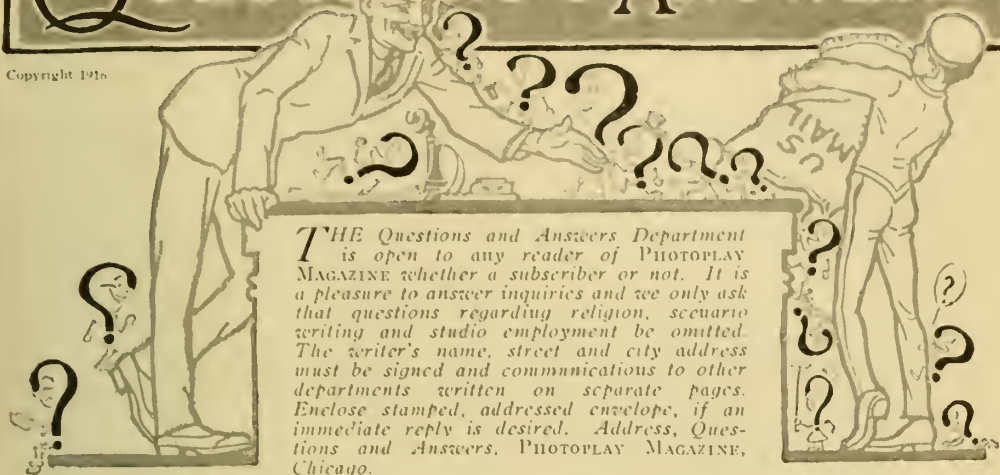 QUESTIONS & ANSWERS
Copyright 1916
U.S. MAIL
THE Questions and Answers Department
is open to any reader of PHOTOPLAY
MAGAZINE whether a subscriber or not. It is
a pleasure to answer inquiries and we only ask
that questions regarding religion, scenario
writing and studio employment be omitted.
The writer's name, street and city address
must be signed and communications to other
departments written on separate pages.
Enclose stamped, addressed envelope, if an
immediate reply is desired. Address, Ques-
tions and Answers, PHOTOPLAY MAGAZINE,
Chicago.